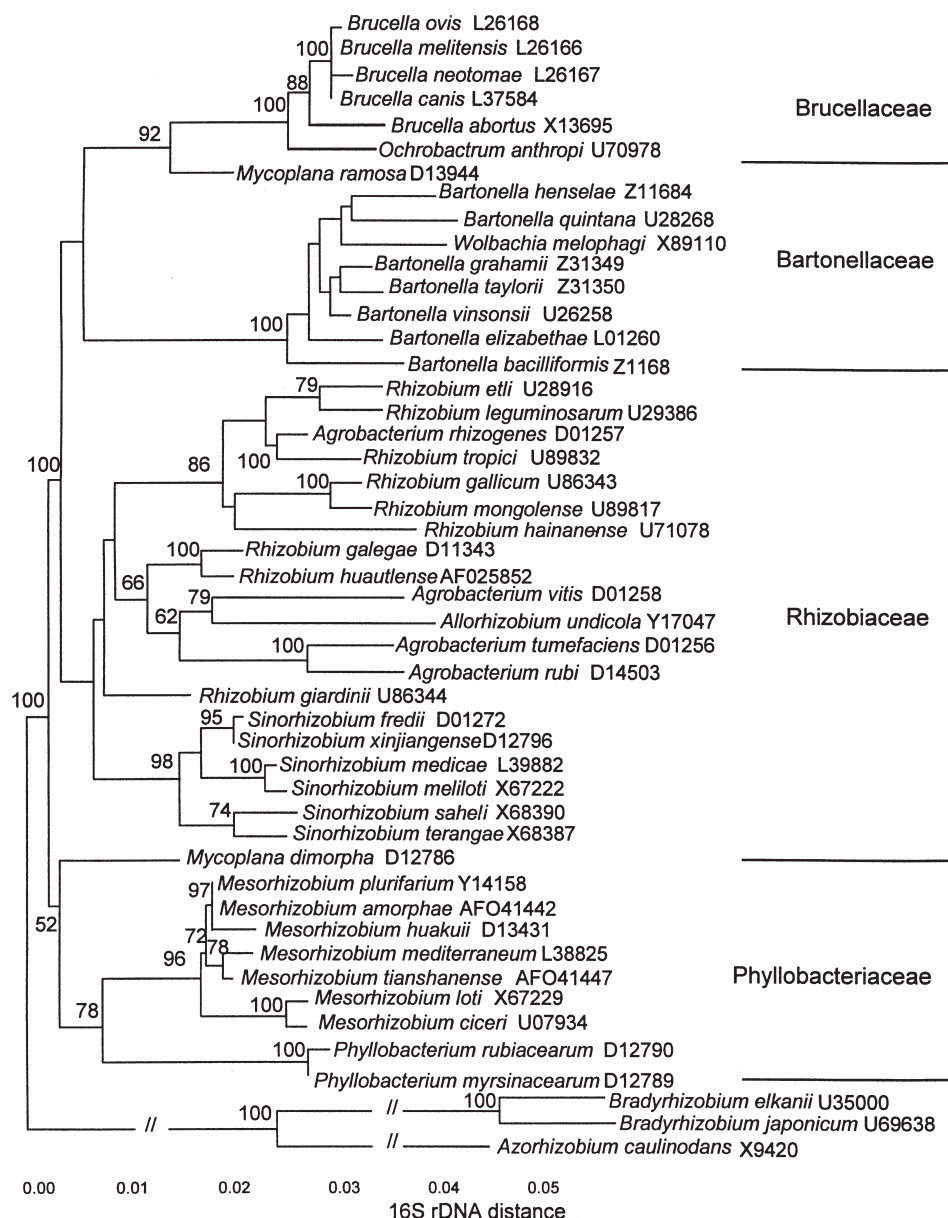 Brucella ovis L26168
100
Brucella melitensis L26166
88
Brucella neotomae L26167
100
Brucella canis L37584
Brucellaceae
92
Brucella abortus X13695
Ochrobactrum anthropi U70978
Mycoplana ramosa D13944
Bartonella henselae Z11684
Bartonella quintana U28268
Wolbachia melophagi X89110
Bartonellaceae
Bartonella grahamii Z31349
Bartonella taylorii Z31350
Bartonella vinsonsii U26258
100
Bartonella elizabethae L01260
Bartonella bacilliformis Z1168
79
Rhizobium etli U28916
Rhizobium leguminosarum U29386
Agrobacterium rhizogenes D01257
100
Rhizobium tropici U89832
100
86
Rhizobium gallicum U86343
100
Rhizobium mongolense U89817
Rhizobium hainanense U71078
100
Rhizobium galegae D11343
66
Rhizobium huautlense AF025852
79
Agrobacterium vitis D01258
62
Allorhizobium undicola Y17047
Rhizobiaceae
100
Agrobacterium tumefaciens D01256
Agrobacterium rubi D14503
100
Rhizobium giardinii U86344
95
Sinorhizobium fredii D01272
Sinorhizobium xinjiangense D12796
98
100
Sinorhizobium medicae L39882
Sinorhizobium meliloti X67222
74
Sinorhizobium saheli X68390
Sinorhizobium terangae X68387
Mycoplana dimorpha D12786
97
Mesorhizobium plurifarium Y14158
52
Mesorhizobium amorphae AFO41442
72
Mesorhizobium huakuii D13431
78
96
Mesorhizobium mediterraneum L38825
Mesorhizobium tianshanense AFO41447
Phyllobacteriaceae
100
Mesorhizobium loti X67229
78
Mesorhizobium ciceri U07934
100
Phyllobacterium rubiacearum D12790
Phyllobacterium myrsinacearum D12789
100
Bradyrhizobium elkanii U35000
100
//
//
Bradyrhizobium japonicum U69638
//
Azorhizobium caulinodans X9420
0.00 0.01 0.02 0.03 0.04 0.05
16S rDNA distance